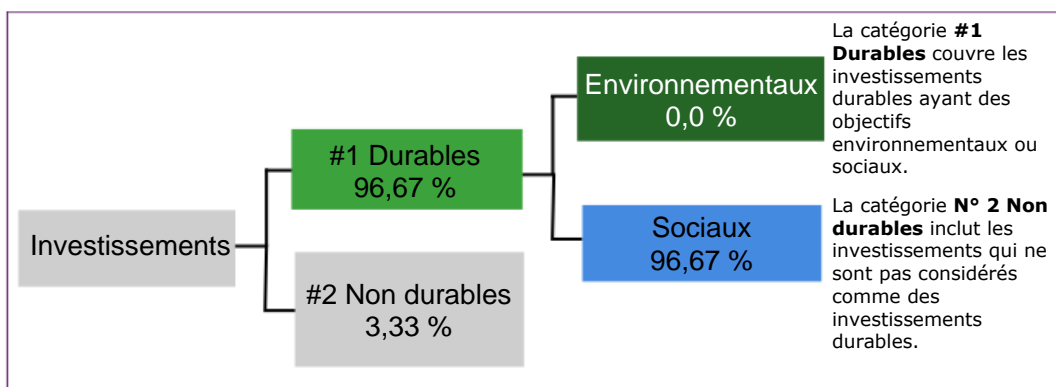 Investissements
#1 Durables
96,67 %
#2 Non durables
3,33 %
Environnementaux
0,0 %
Sociaux
96,67 %
La catégorie #1
Durables couvre les
investissements
durables ayant des
objectifs
environnementaux ou
sociaux.
La catégorie N° 2 Non
durables inclut les
investissements qui ne
sont pas considérés
comme des
investissements
durables.